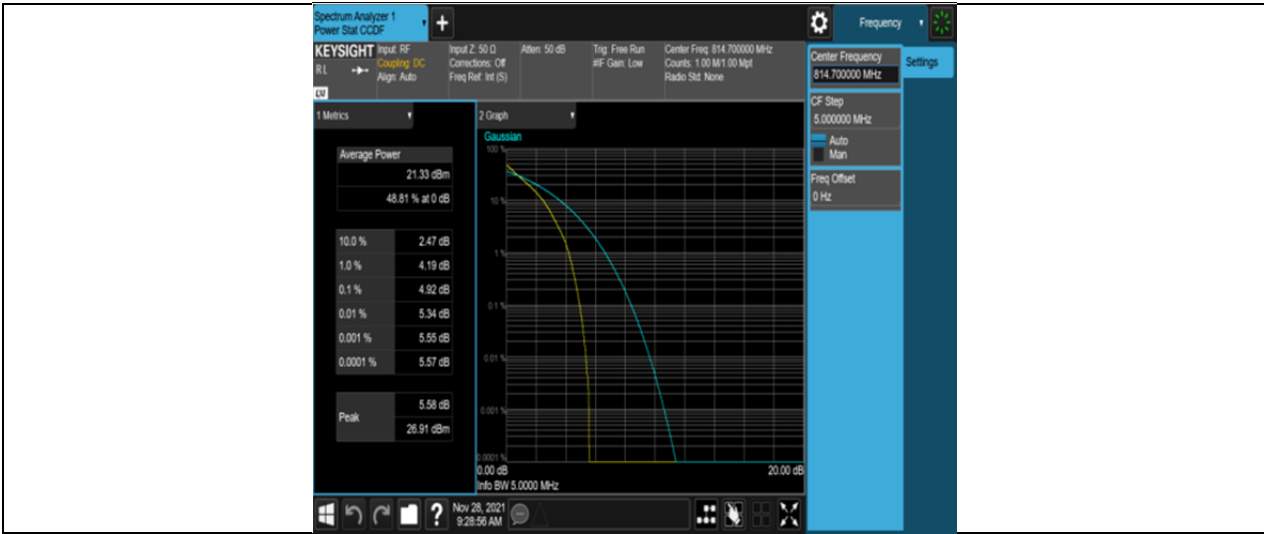 Spectrum Analyzer 1
Power Stat CCDF
Frequency
KEYSIGHT
RL
Input: RF
Coupling: DC
Align: Auto
Input Z: 50 Ω
Corrections: Off
Freq Ref: Int (S)
Atten: 50 dB
Trig: Free Run
#IF Gain: Low
Center Freq: 814.700000 MHz
Counts: 1.00 M/1.00 Mpt
Radio Std: None
LV
1 Metrics
Average Power
21.33 dBm
48.81 % at 0 dB
10.0 % 2.47 dB
1.0 % 4.19 dB
0.1 % 4.92 dB
0.01 % 5.34 dB
0.001 % 5.55 dB
0.0001 % 5.57 dB
Peak
5.58 dB
26.91 dBm
2 Graph
Gaussian
100 %
10 %
1 %
0.1 %
0.01 %
0.001 %
0.0001 %
0.00 dB 20.00 dB
Info BW 5.0000 MHz
Center Frequency
814.700000 MHz
Settings
CF Step
5.000000 MHz
Auto
Man
Freq Offset
0 Hz
?
Nov 28, 2021
9:28:56 AM